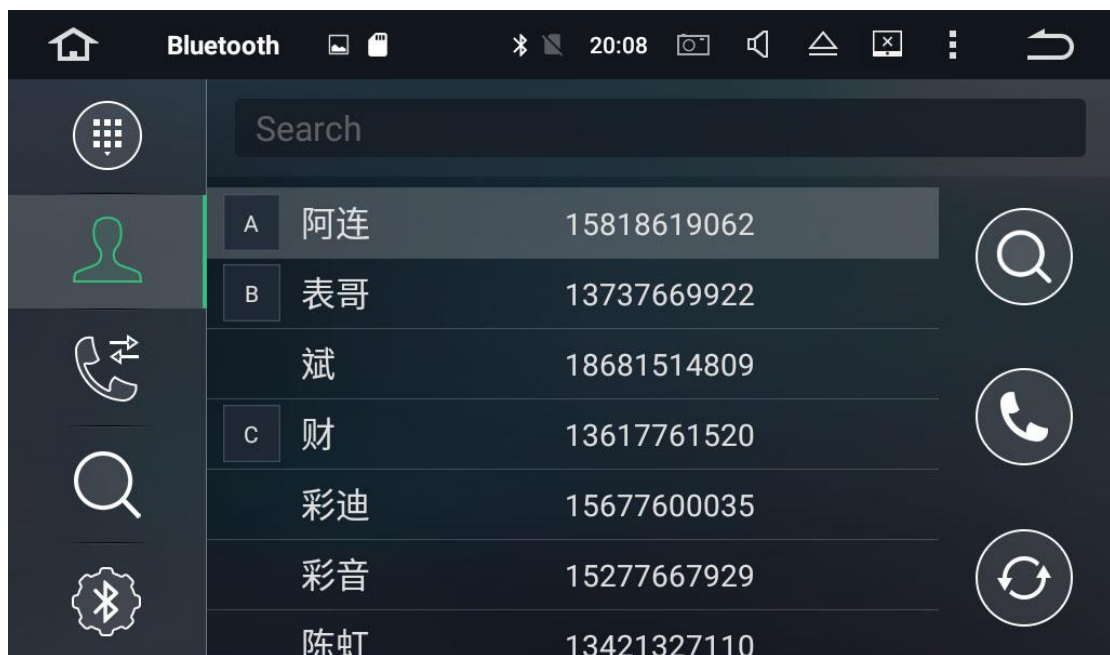 Bluetooth 20:08
Search
A 阿连 15818619062
B 表哥 13737669922
斌 18681514809
C 财 13617761520
彩迪 15677600035
彩音 15277667929
陈虹 13421327110